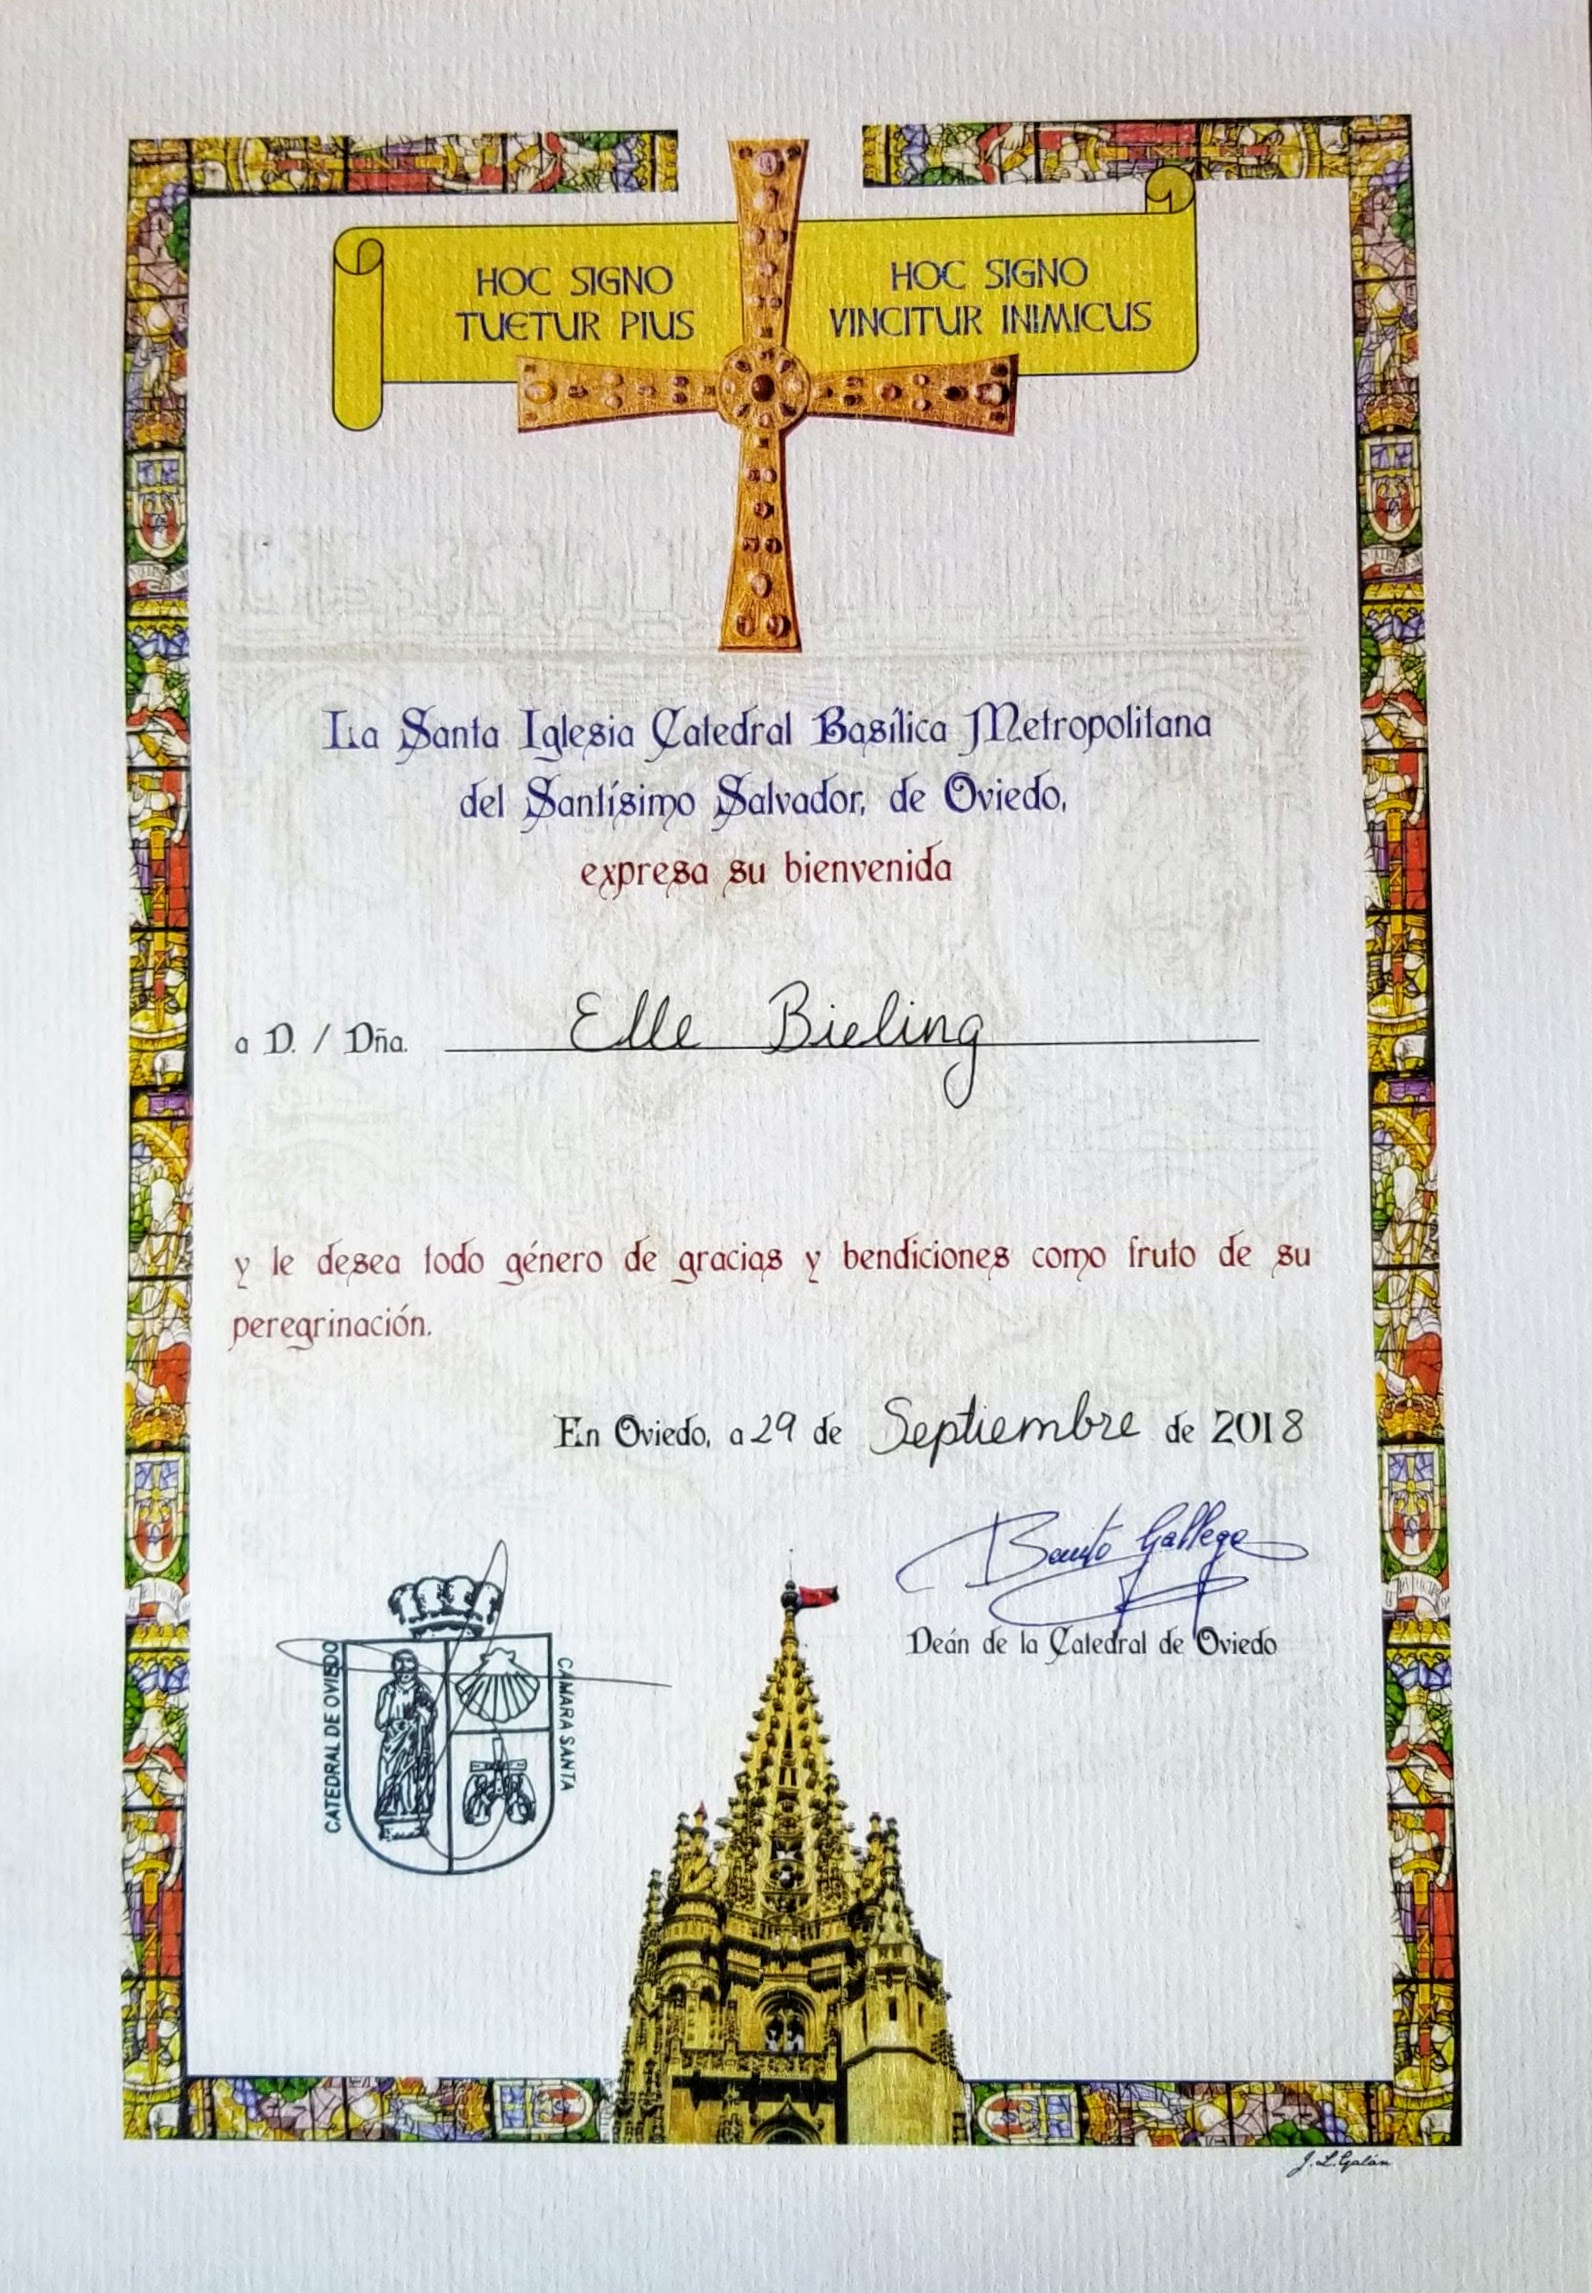 HOC SIGNO
TUETUR PIUS
HOC SIGNO
VINCITUR INIMICUS
La Santa Iglesia Catedral Basílica Metropolitana
del Santísimo Salvador, de Oviedo,
expresa su bienvenida
a D. / Dña. Elle Bieling
y le desea todo género de gracias y bendiciones como fruto de su
peregrinación.
En Oviedo, a 29 de Septiembre de 2018
Benito Gallego
Deán de la Catedral de Oviedo
CATEDRAL DE OVIEDO
CAMARA SANTA
J. L. Galán